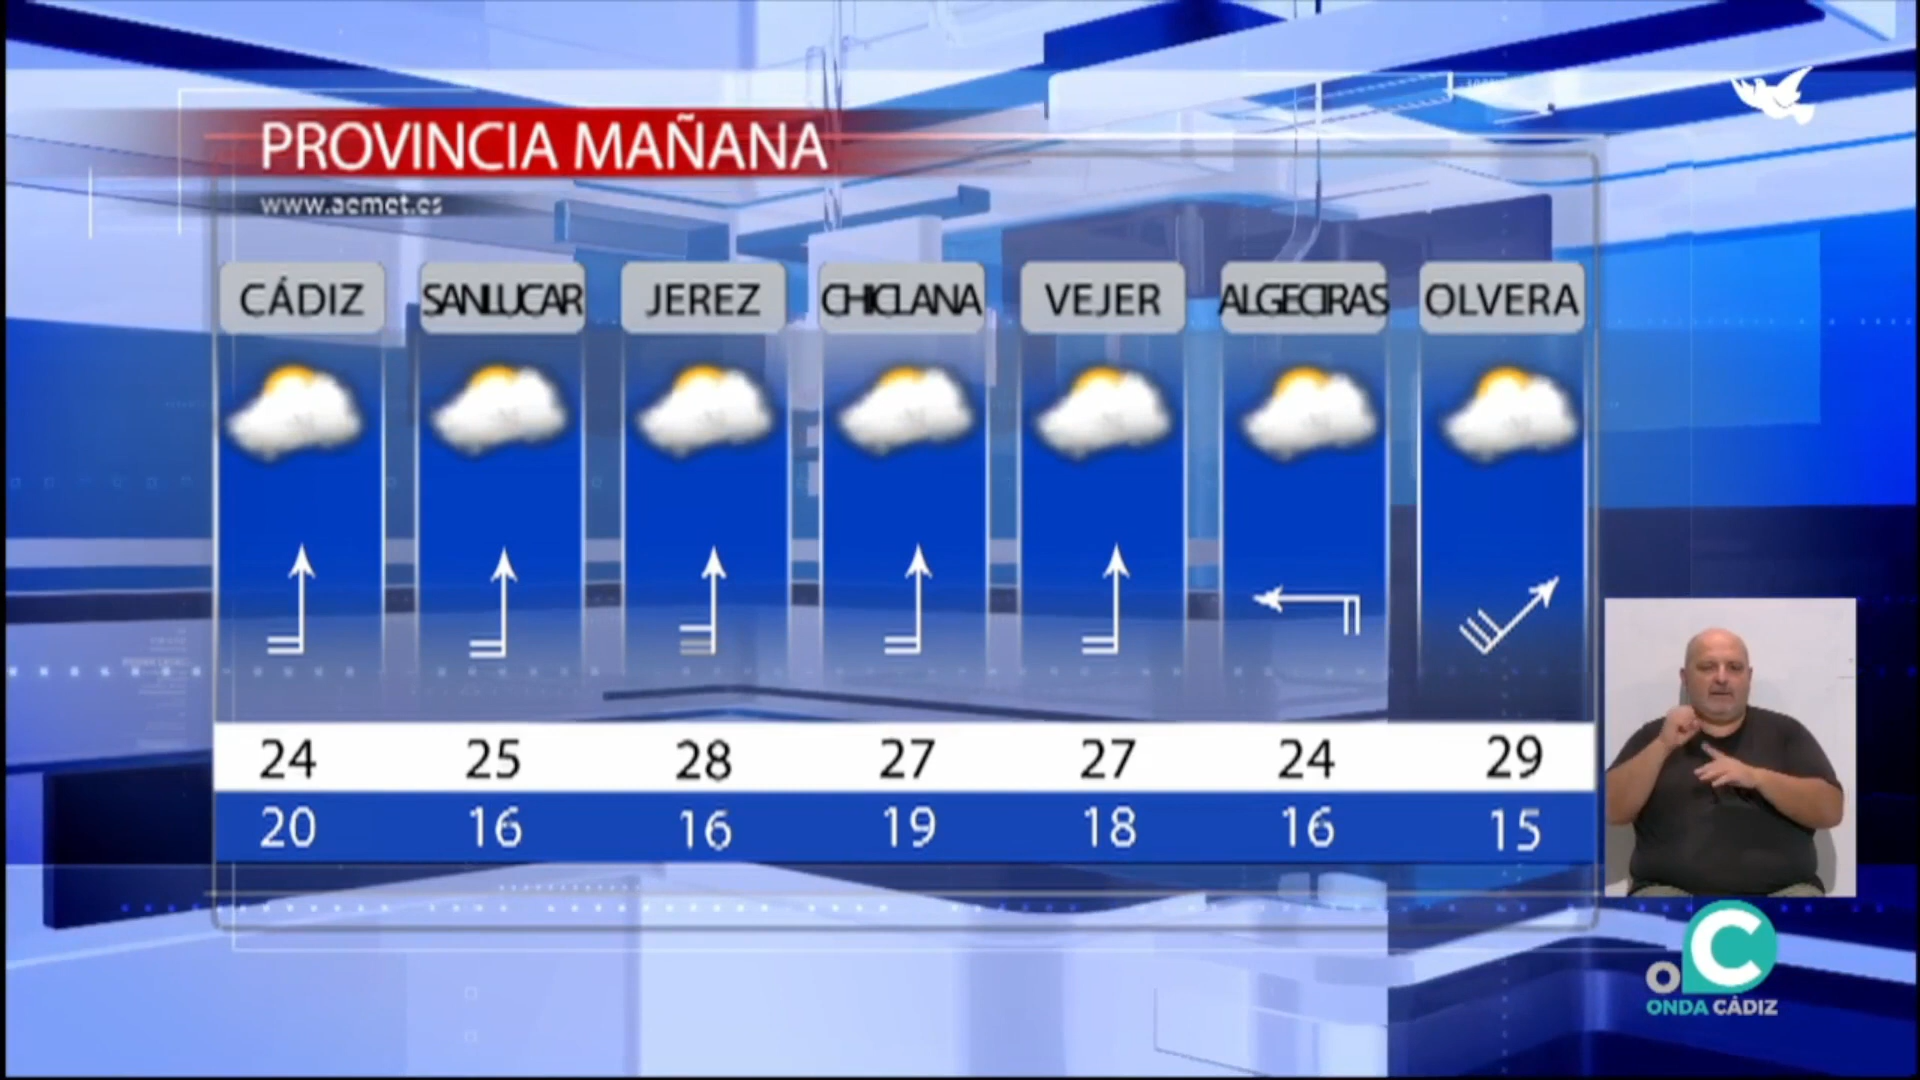 PROVINCIA MAÑANA
www.aemet.es
CÁDIZ SANLUCAR JEREZ CHICLANA VEJER ALGECIRAS OLVERA
24 25 28 27 27 24 29
20 16 16 19 18 16 15
OC
ONDA CÁDIZ